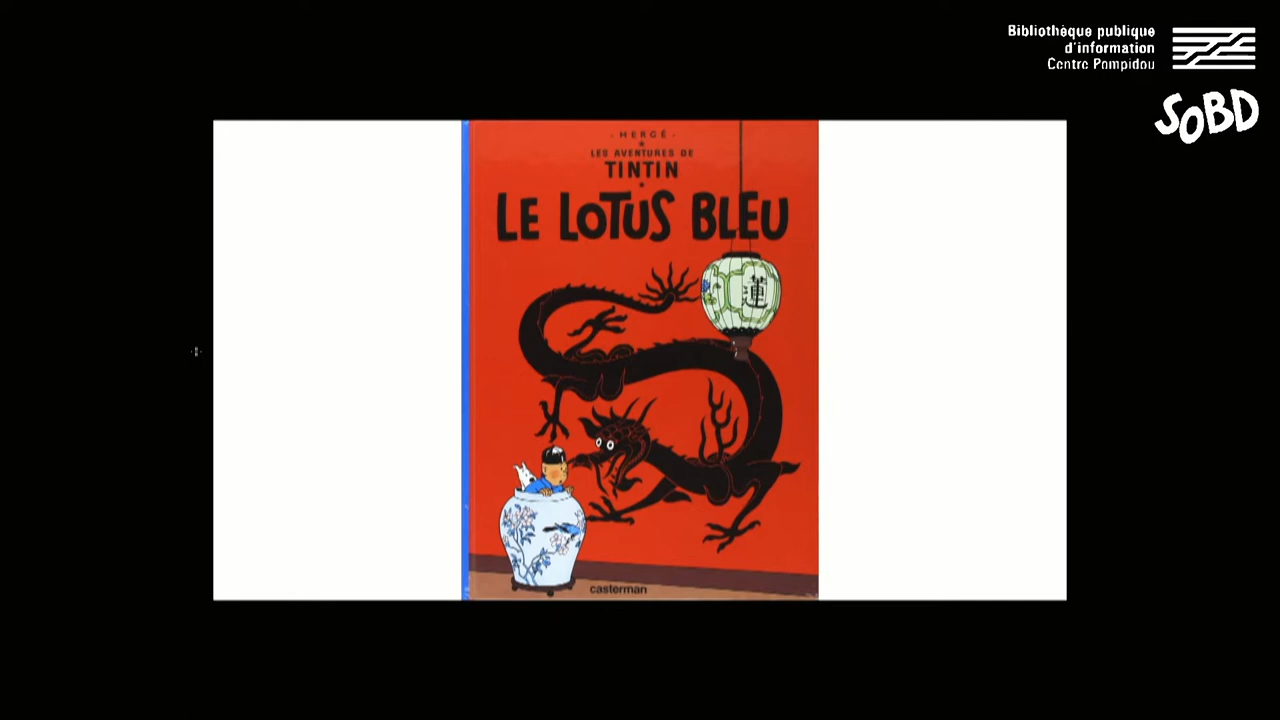 Bibliothèque publique
d'information
Centre Pompidou
SOBD
- HERGÉ -
LES AVENTURES DE
TINTIN
LE LOTUS BLEU
蓮
casterman